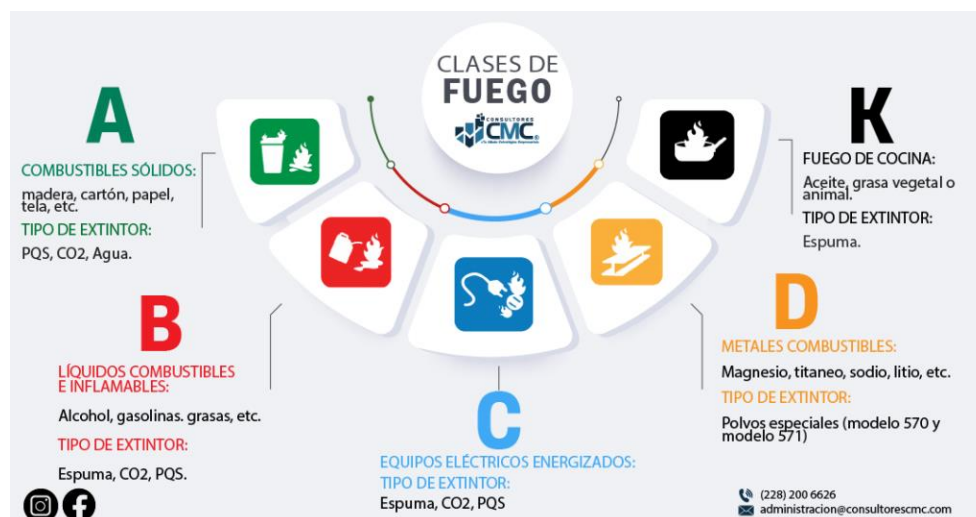 CLASES DE
FUEGO
CONSULTORES
CMC
A
COMBUSTIBLES SÓLIDOS:
madera, cartón, papel,
tela, etc.
TIPO DE EXTINTOR:
PQS, CO2, Agua.
B
LÍQUIDOS COMBUSTIBLES
E INFLAMABLES:
Alcohol, gasolinas. grasas, etc.
TIPO DE EXTINTOR:
Espuma, CO2, PQS.
C
EQUIPOS ELÉCTRICOS ENERGIZADOS:
TIPO DE EXTINTOR:
Espuma, CO2, PQS
D
METALES COMBUSTIBLES:
Magnesio, titaneo, sodio, litio, etc.
TIPO DE EXTINTOR:
Polvos especiales (modelo 570 y
modelo 571)
K
FUEGO DE COCINA:
Aceite, grasa vegetal o
animal.
TIPO DE EXTINTOR:
Espuma.
(228) 200 6626
administracion@consultorescmc.com